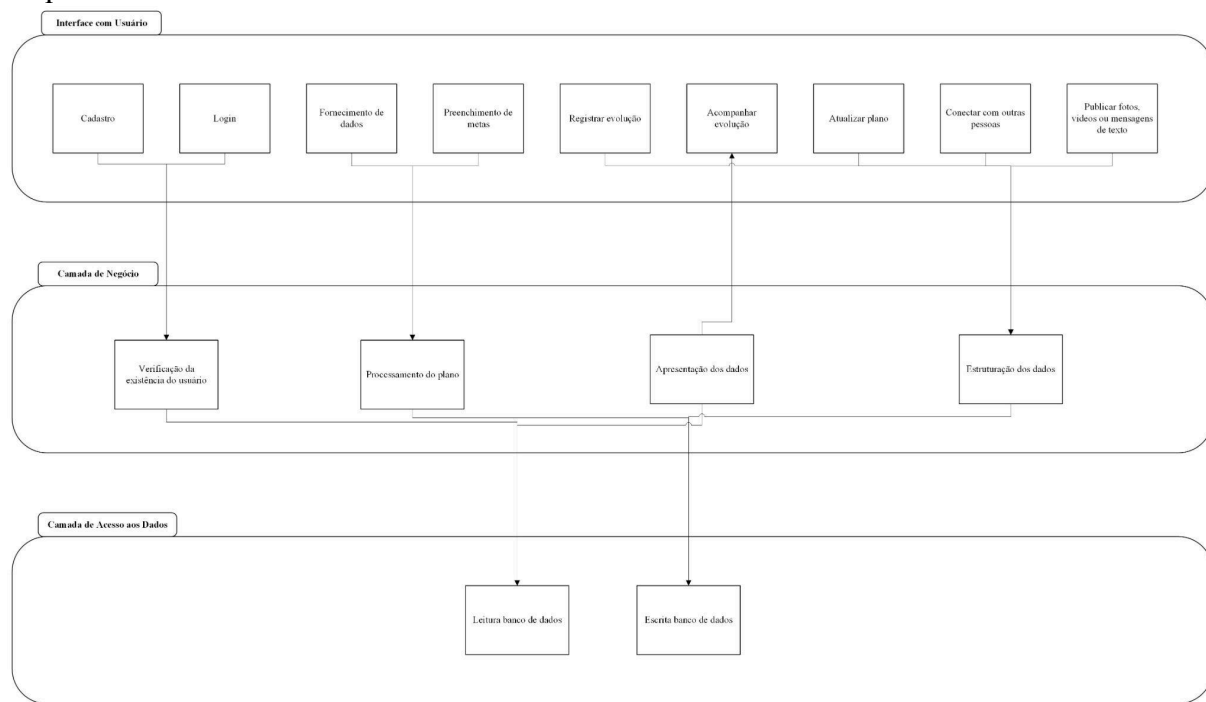 Interface com Usuário
Cadastro
Login
Fornecimento de
dados
Preenchimento de
metas
Registrar evolução
Acompanhar
evolução
Atualizar plano
Conectar com outras
pessoas
Publicar fotos,
vídeos ou mensagens
de texto
Camada de Negócio
Verificação da
existência do usuário
Processamento do plano
Apresentação dos dados
Estruturação dos dados
Camada de Acesso aos Dados
Leitura banco de dados
Escrita banco de dados